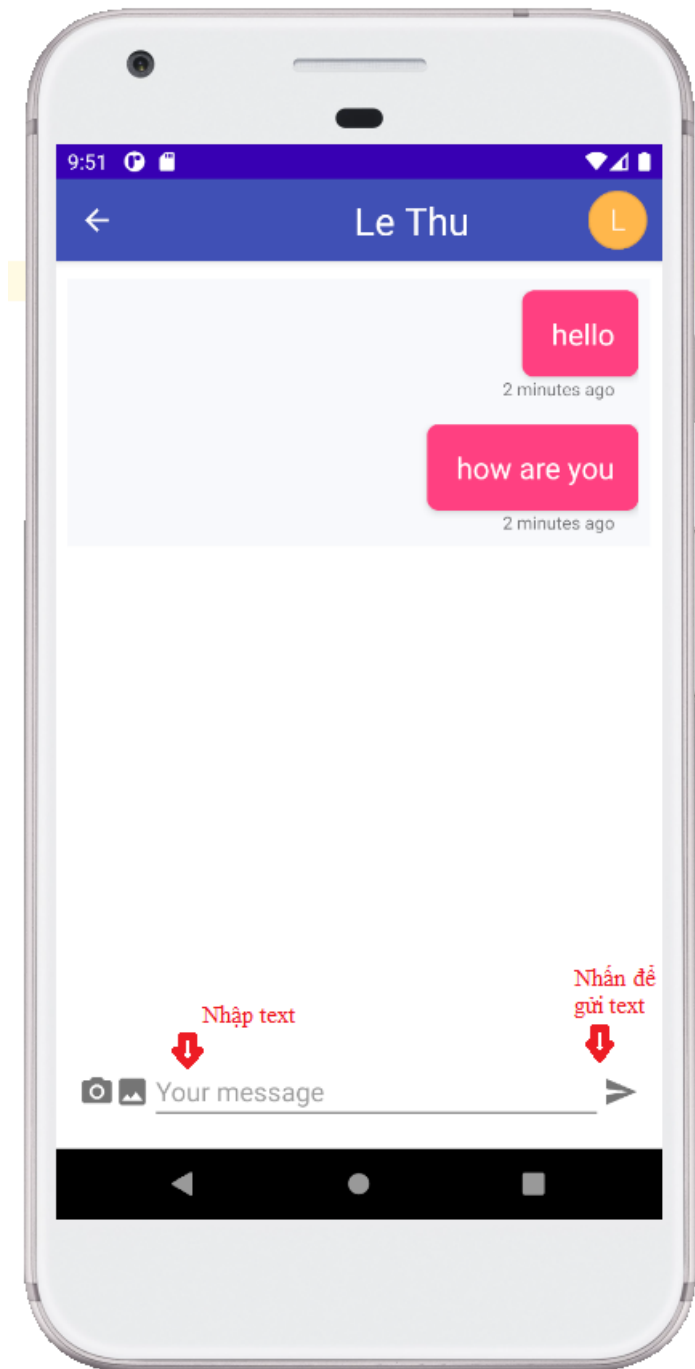 9:51
Le Thu
L
hello
2 minutes ago
how are you
2 minutes ago
Nhấn để
gửi text
Nhập text
Your message